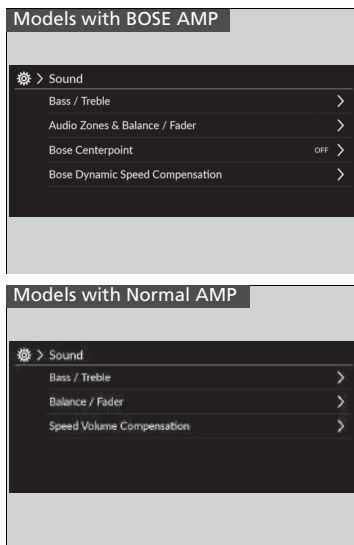 Models with BOSE AMP
> Sound
Bass / Treble >
Audio Zones & Balance / Fader >
Bose Centerpoint OFF >
Bose Dynamic Speed Compensation >
Models with Normal AMP
> Sound
Bass / Treble >
Balance / Fader >
Speed Volume Compensation >